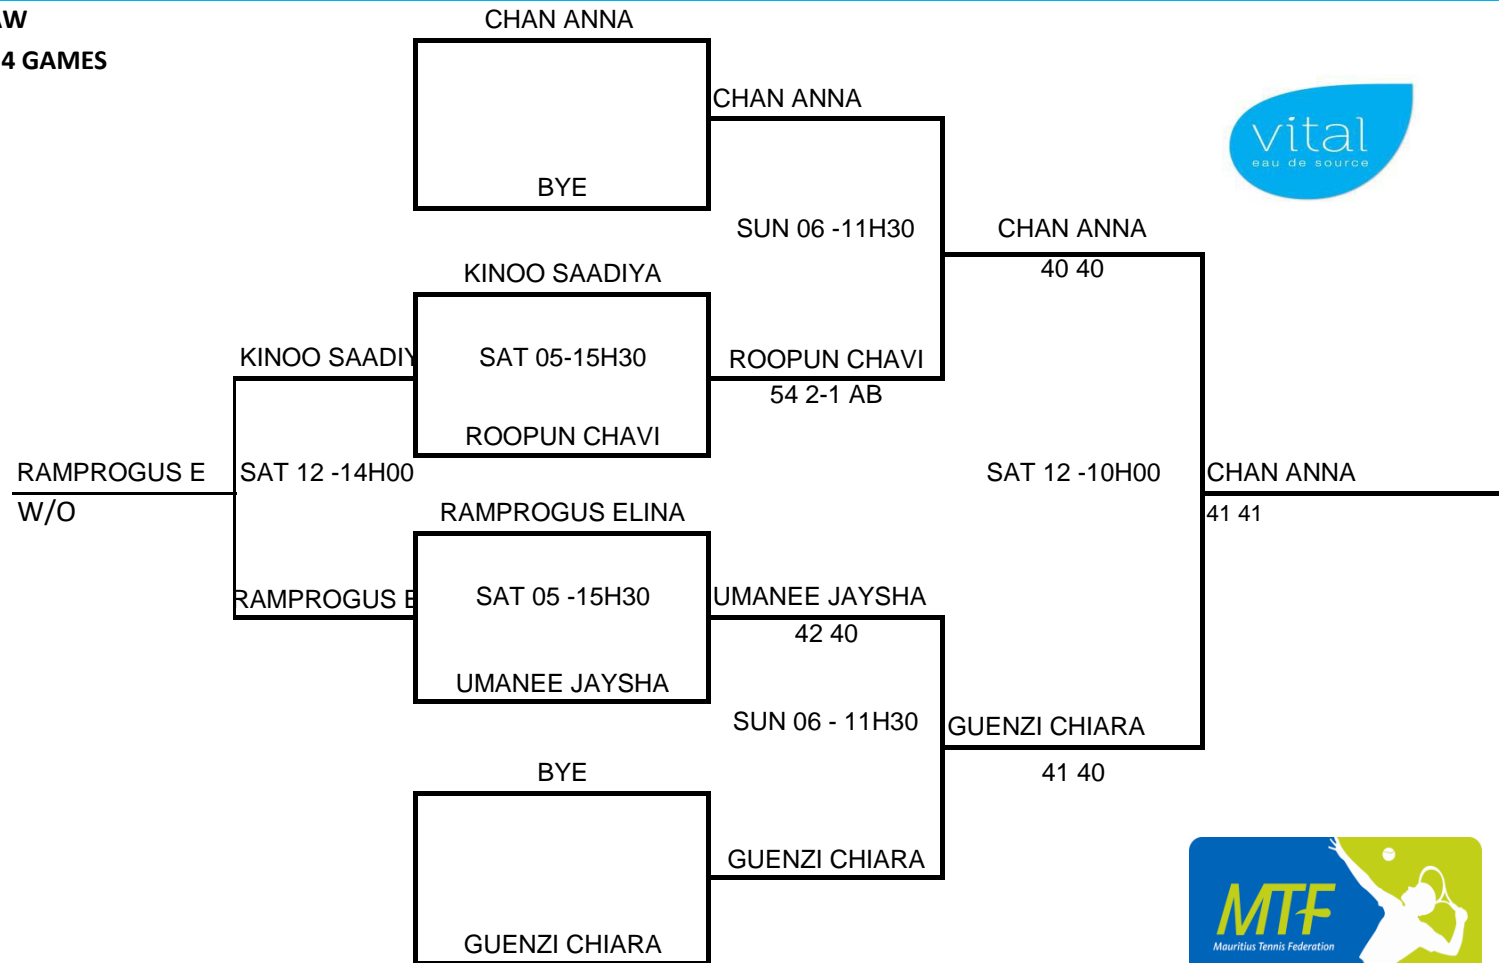 AW
CHAN ANNA
4 GAMES
CHAN ANNA
vital
eau de source
BYE
SUN 06 -11H30
CHAN ANNA
40 40
KINOO SAADIYA
KINOO SAADIY
SAT 05-15H30
ROOPUN CHAVI
54 2-1 AB
ROOPUN CHAVI
RAMPROGUS E
SAT 12 -14H00
SAT 12 -10H00
CHAN ANNA
W/O
RAMPROGUS ELINA
41 41
RAMPROGUS E
SAT 05 -15H30
UMANEE JAYSHA
42 40
UMANEE JAYSHA
SUN 06 - 11H30
GUENZI CHIARA
BYE
41 40
GUENZI CHIARA
MTF
Mauritius Tennis Federation
GUENZI CHIARA